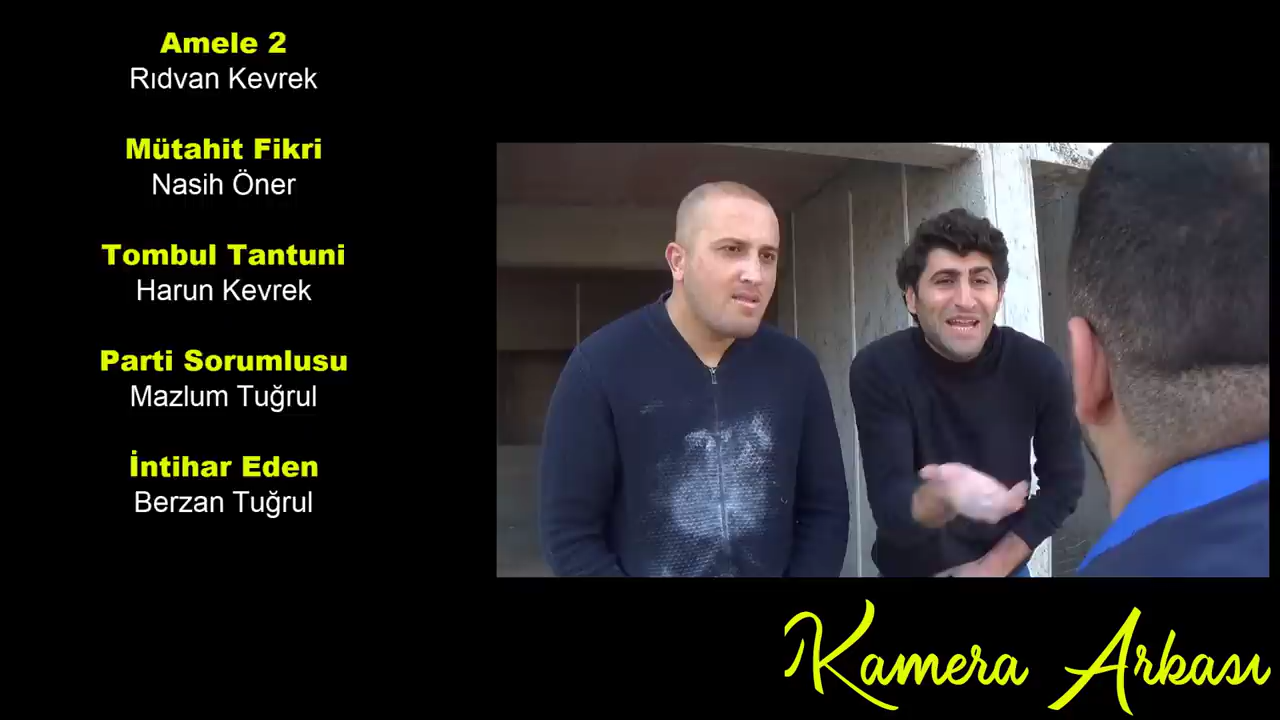 Amele 2
Rıdvan Kevrek
Mütahit Fikri
Nasih Öner
Tombul Tantuni
Harun Kevrek
Parti Sorumlusu
Mazlum Tuğrul
İntihar Eden
Berzan Tuğrul
Kamera Arkası